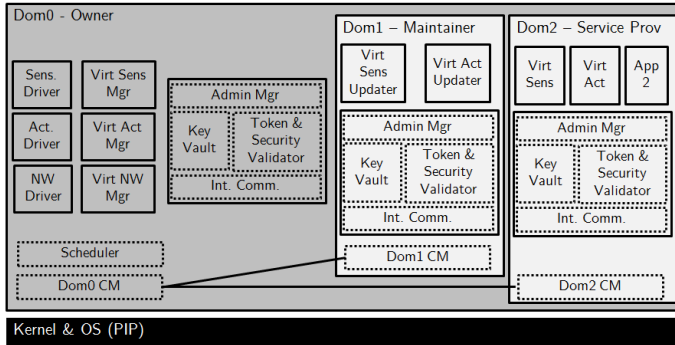 Dom0 - Owner
Sens.
Driver
Virt Sens
Mgr
Act.
Driver
Virt Act
Mgr
NW
Driver
Virt NW
Mgr
Admin Mgr
Key
Vault
Token &
Security
Validator
Int. Comm.
Scheduler
Dom0 CM
Dom1 – Maintainer
Virt
Sens
Updater
Virt Act
Updater
Admin Mgr
Key
Vault
Token &
Security
Validator
Int. Comm.
Dom1 CM
Dom2 – Service Prov
Virt
Sens
Virt
Act
App
2
Admin Mgr
Key
Vault
Token &
Security
Validator
Int. Comm.
Dom2 CM
Kernel & OS (PIP)